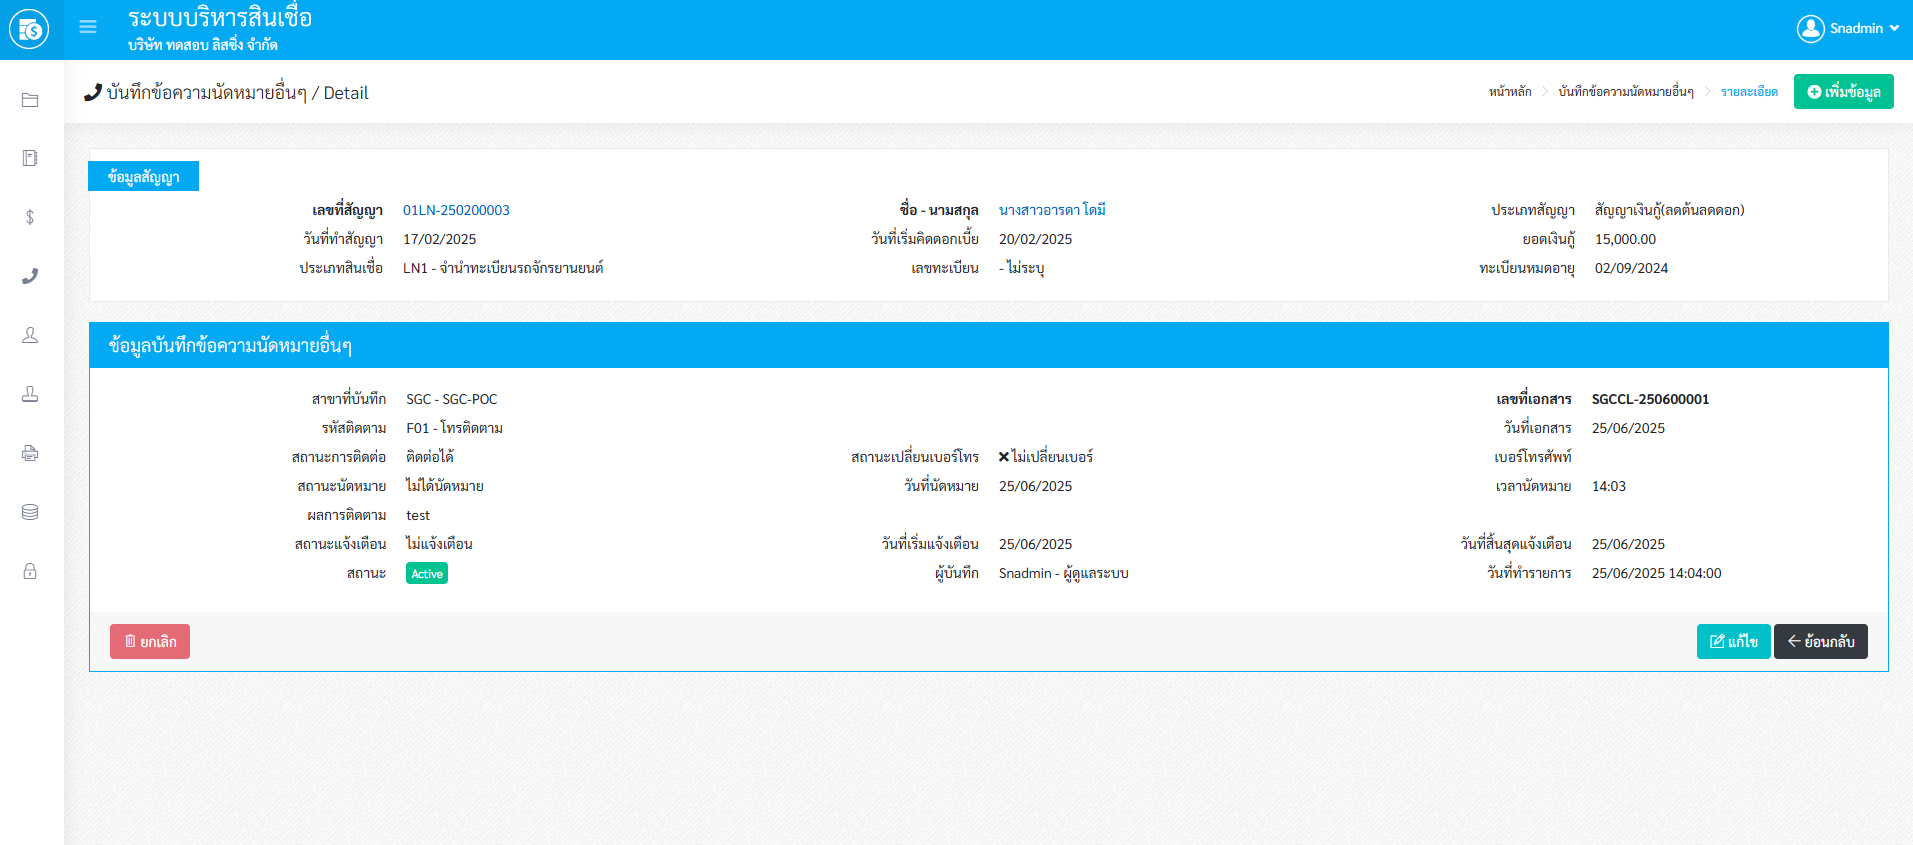 ระบบบริหารสินเชื่อ
บริษัท ทดสอบ ลิสซิ่ง จำกัด
Snadmin
บันทึกข้อความนัดหมายอื่นๆ / Detail
หน้าหลัก > บันทึกข้อความนัดหมายอื่นๆ > รายละเอียด
เพิ่มข้อมูล
ข้อมูลสัญญา
เลขที่สัญญา 01LN-250200003 ชื่อ - นามสกุล นางสาวอารดา โตมี ประเภทสัญญา สัญญาเงินกู้(ลดต้นลดดอก)
วันที่ทำสัญญา 17/02/2025 วันที่เริ่มคิดดอกเบี้ย 20/02/2025 ยอดเงินกู้ 15,000.00
ประเภทสินเชื่อ LN1 - จำนำทะเบียนรถจักรยานยนต์ เลขทะเบียน - ไม่ระบุ ทะเบียนหมดอายุ 02/09/2024
ข้อมูลบันทึกข้อความนัดหมายอื่นๆ
สาขาที่บันทึก SGC - SGC-POC เลขที่เอกสาร SGCCL-250600001
รหัสติดตาม F01 - โทรติดตาม วันที่เอกสาร 25/06/2025
สถานะการติดต่อ ติดต่อได้ สถานะเปลี่ยนเบอร์โทร ไม่เปลี่ยนเบอร์ เบอร์โทรศัพท์
สถานะนัดหมาย ไม่ได้นัดหมาย วันที่นัดหมาย 25/06/2025 เวลานัดหมาย 14:03
ผลการติดตาม test
สถานะแจ้งเตือน ไม่แจ้งเตือน วันที่เริ่มแจ้งเตือน 25/06/2025 วันที่สิ้นสุดแจ้งเตือน 25/06/2025
สถานะ Active ผู้บันทึก Snadmin - ผู้ดูแลระบบ วันที่ทำรายการ 25/06/2025 14:04:00
ยกเลิก แก้ไข ย้อนกลับ